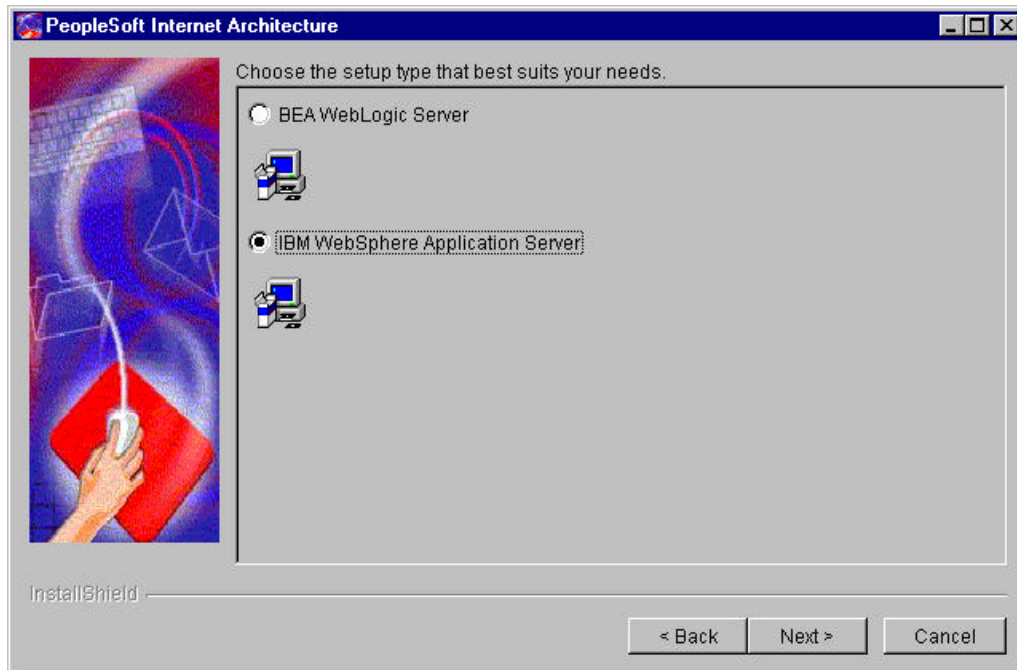 PeopleSoft Internet Architecture
Choose the setup type that best suits your needs.
BEA WebLogic Server
IBM WebSphere Application Server
InstallShield
< Back
Next >
Cancel